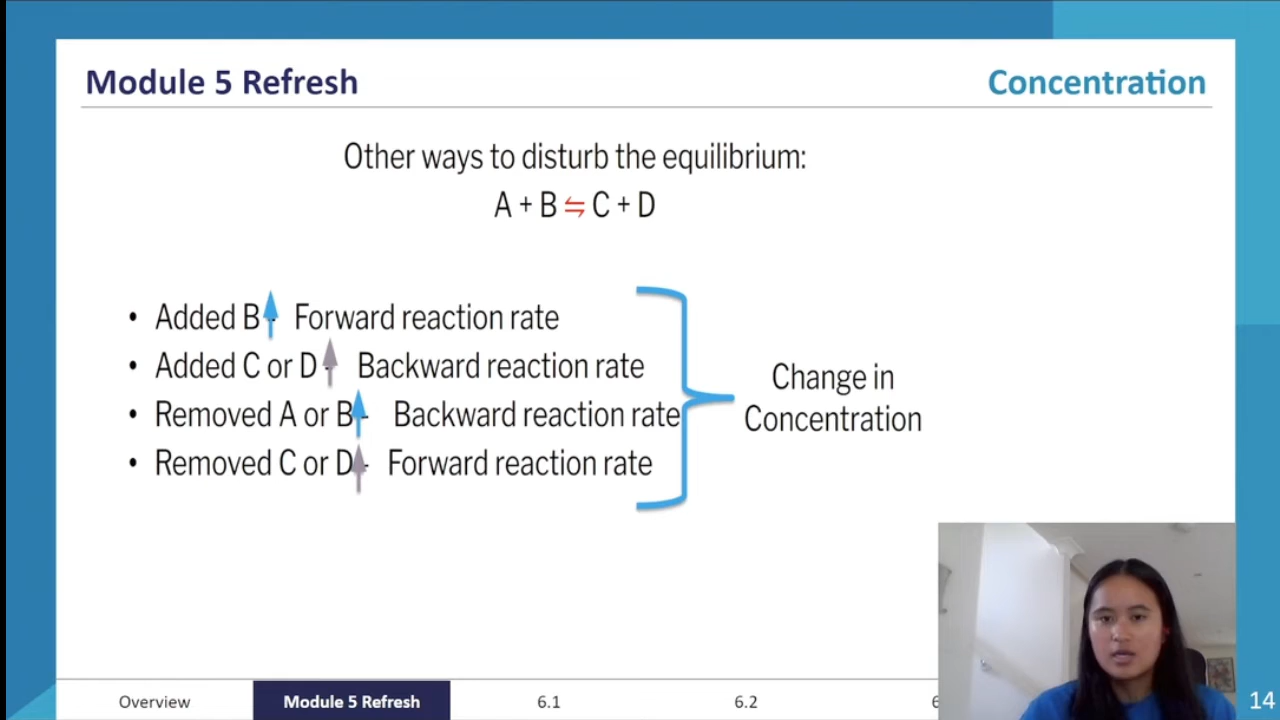 Module 5 Refresh
Concentration
Other ways to disturb the equilibrium:
A + B ⇆ C + D
• Added B - Forward reaction rate
• Added C or D - Backward reaction rate
• Removed A or B - Backward reaction rate
• Removed C or D - Forward reaction rate
Change in
Concentration
Overview
Module 5 Refresh
6.1
6.2
6
14